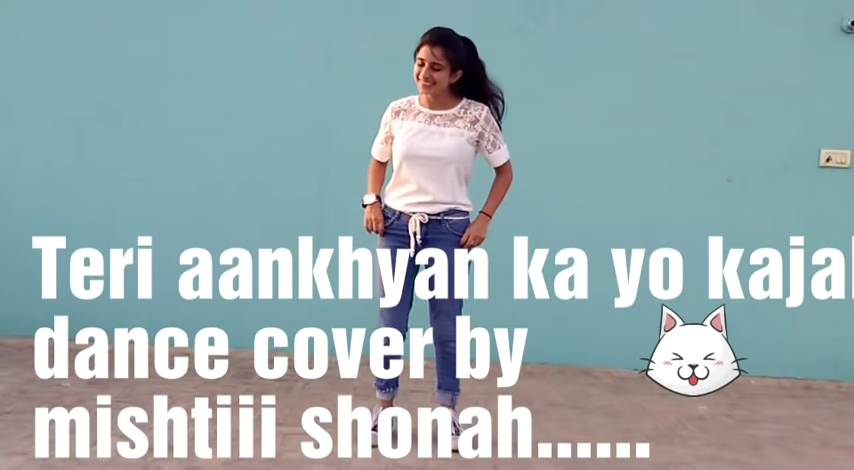 Teri aankhyan ka yo kajal
dance cover by
mishtiii shonah......